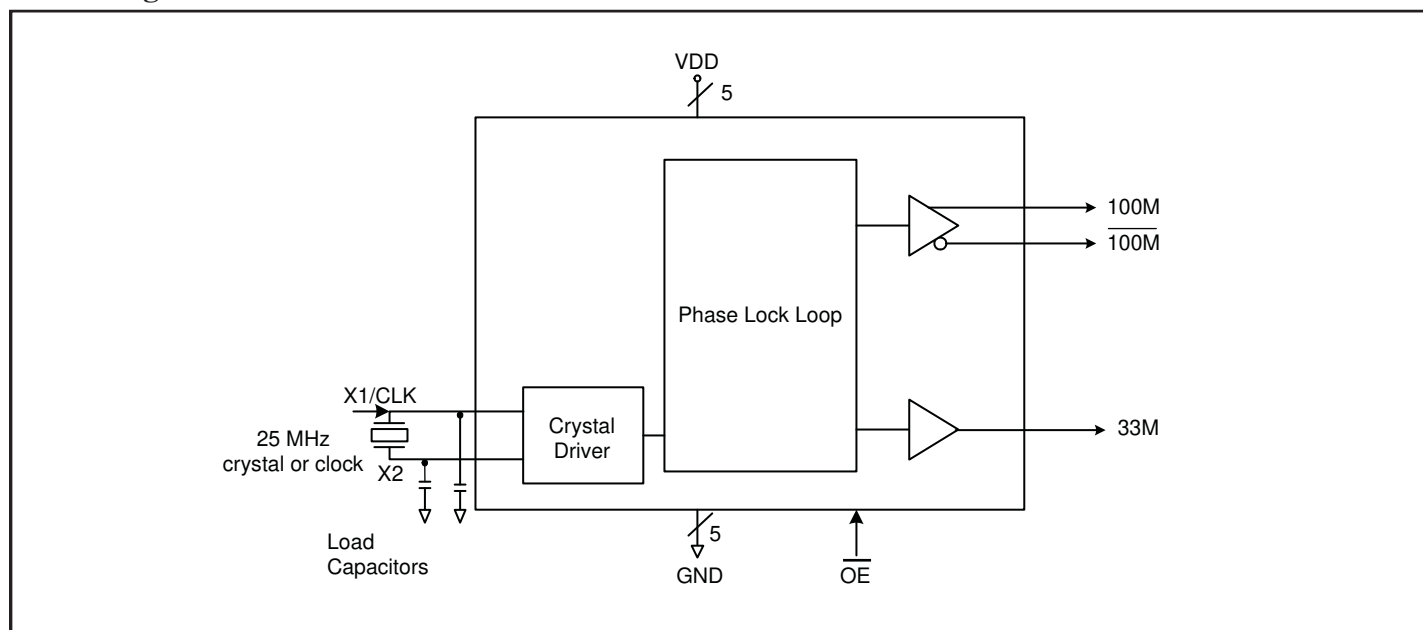 VDD
5
100M
100M
Phase Lock Loop
X1/CLK
Crystal
Driver
33M
25 MHz
crystal or clock
X2
5
Load
Capacitors
GND
OE